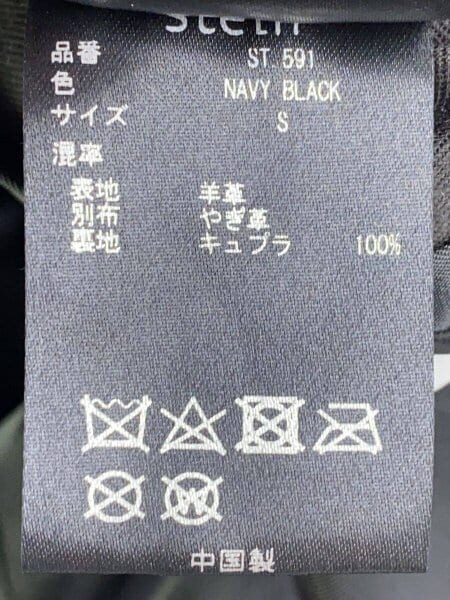 stein
品番 ST 591
色 NAVY BLACK
サイズ S
混率
表地 羊革
別布 やぎ革
裏地 キュプラ 100%
W
中国製